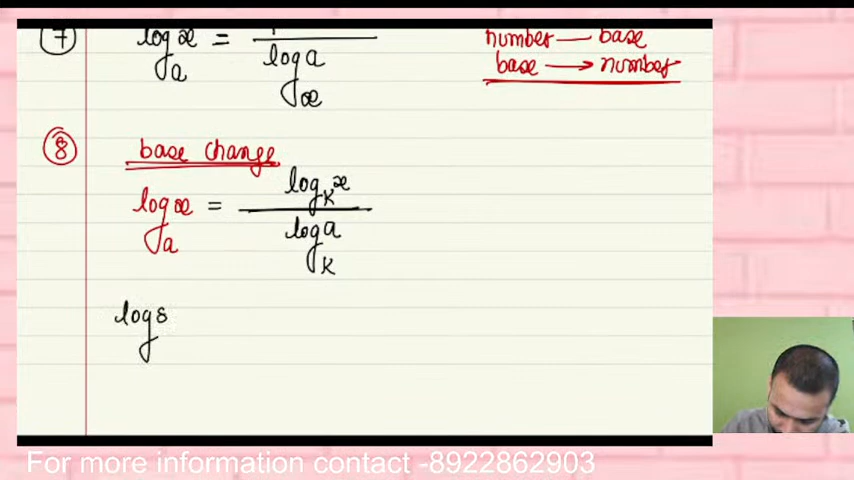 7 log_a x = 1 / log_x a
number — base
base → number
8 base change
log_a x = log_k x / log_k a
log 8
For more information contact -8922862903